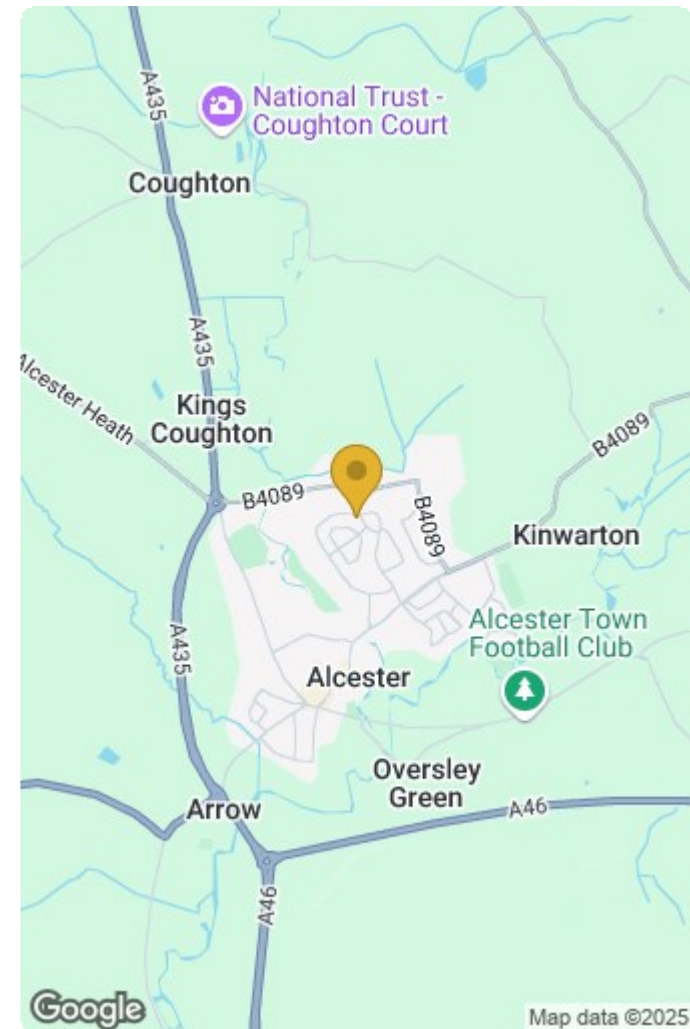 A435
National Trust -
Coughton Court
Coughton
A435
Alcester Heath
Kings
Coughton
B4089
B4089
B4089
Kinwarton
A435
Alcester Town
Football Club
Alcester
Oversley
Green
Arrow
A46
A46
Google
Map data ©2025